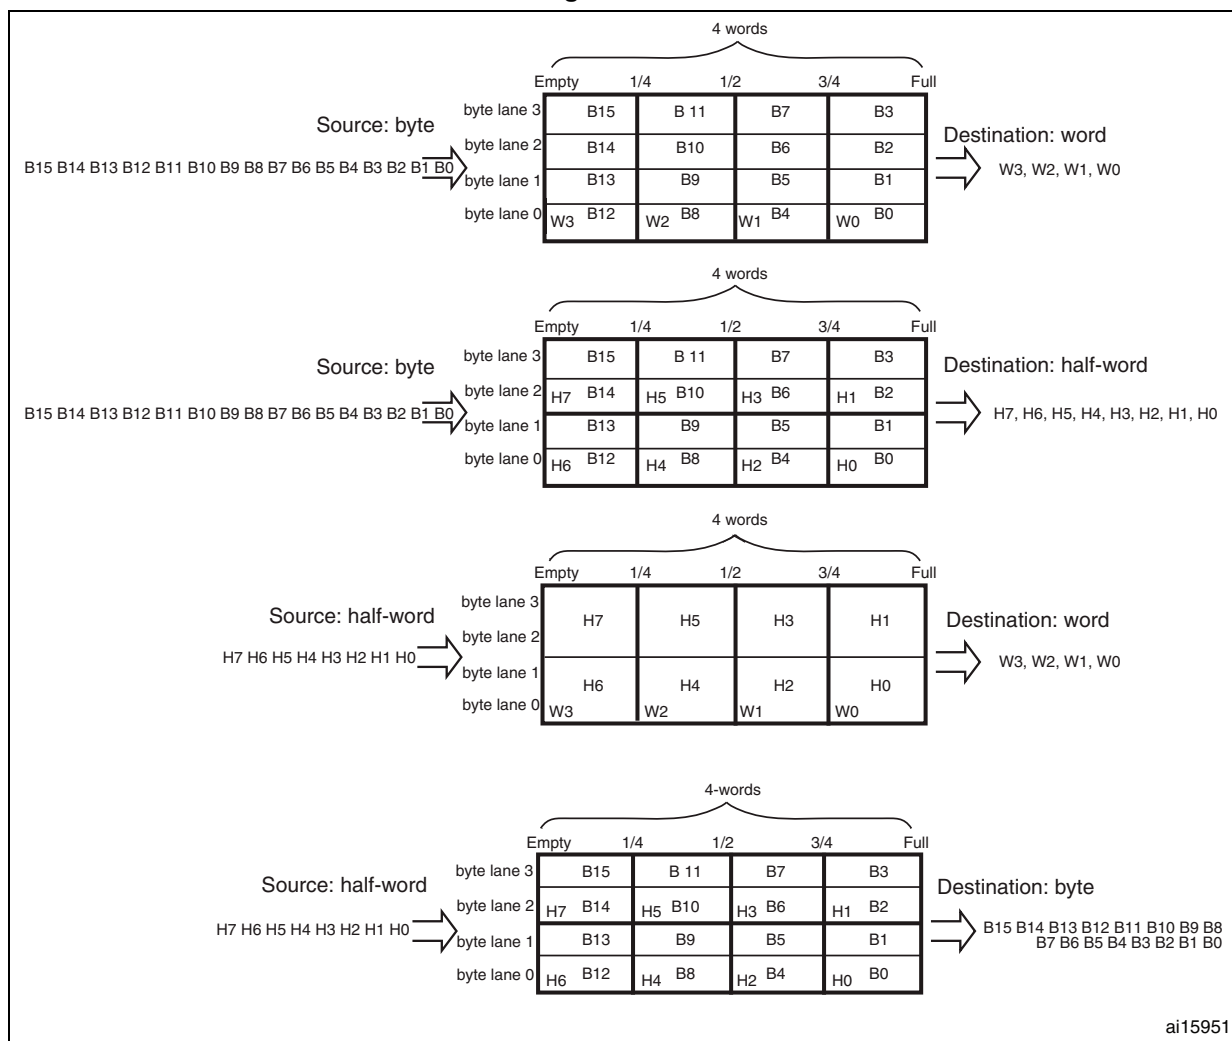 4 words
Empty 1/4 1/2 3/4 Full
Source: byte
B15 B14 B13 B12 B11 B10 B9 B8 B7 B6 B5 B4 B3 B2 B1 B0
byte lane 3 B15 B 11 B7 B3
byte lane 2 B14 B10 B6 B2
byte lane 1 B13 B9 B5 B1
byte lane 0 W3 B12 W2 B8 W1 B4 W0 B0
Destination: word
W3, W2, W1, W0
4 words
Empty 1/4 1/2 3/4 Full
Source: byte
B15 B14 B13 B12 B11 B10 B9 B8 B7 B6 B5 B4 B3 B2 B1 B0
byte lane 3 B15 B 11 B7 B3
byte lane 2 H7 B14 H5 B10 H3 B6 H1 B2
byte lane 1 B13 B9 B5 B1
byte lane 0 H6 B12 H4 B8 H2 B4 H0 B0
Destination: half-word
H7, H6, H5, H4, H3, H2, H1, H0
4 words
Empty 1/4 1/2 3/4 Full
Source: half-word
H7 H6 H5 H4 H3 H2 H1 H0
byte lane 3
H7 H5 H3 H1
byte lane 2
byte lane 1
H6 H4 H2 H0
byte lane 0 W3 W2 W1 W0
Destination: word
W3, W2, W1, W0
4-words
Empty 1/4 1/2 3/4 Full
Source: half-word
H7 H6 H5 H4 H3 H2 H1 H0
byte lane 3 B15 B 11 B7 B3
byte lane 2 H7 B14 H5 B10 H3 B6 H1 B2
byte lane 1 B13 B9 B5 B1
byte lane 0 H6 B12 H4 B8 H2 B4 H0 B0
Destination: byte
B15 B14 B13 B12 B11 B10 B9 B8
B7 B6 B5 B4 B3 B2 B1 B0
ai15951